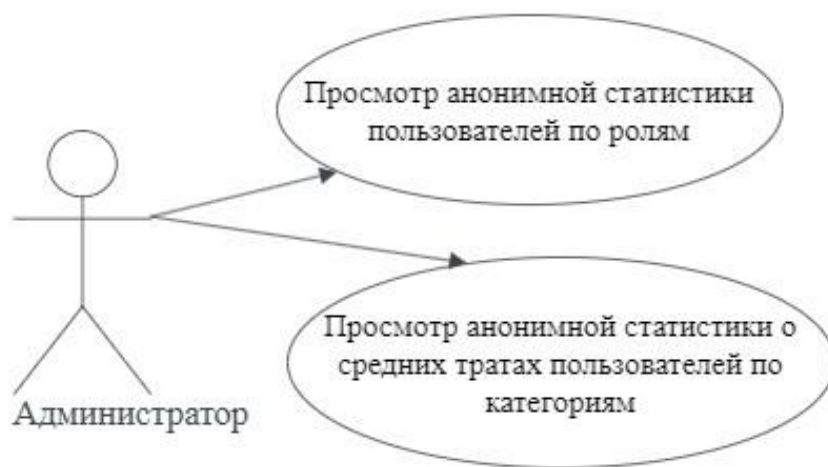 Просмотр анонимной статистики
пользователей по ролям
Просмотр анонимной статистики о
средних тратах пользователей по
категориям
Администратор